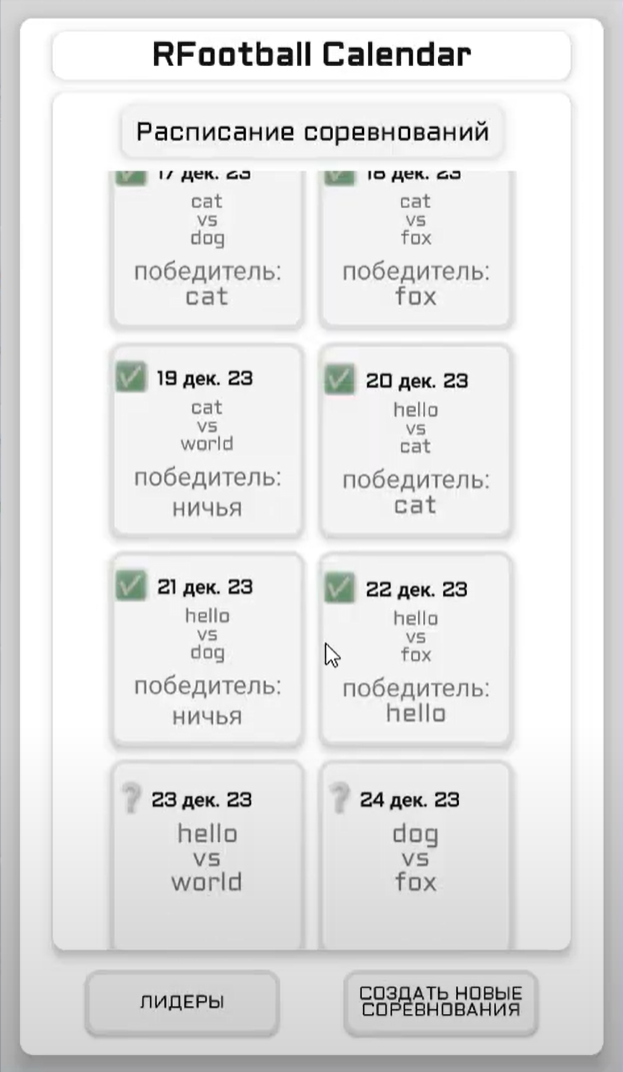 RFootball Calendar
Расписание соревнований
17 дек. 23
cat
vs
dog
победитель:
cat
18 дек. 23
cat
vs
fox
победитель:
fox
19 дек. 23
cat
vs
world
победитель:
ничья
20 дек. 23
hello
vs
cat
победитель:
cat
21 дек. 23
hello
vs
dog
победитель:
ничья
22 дек. 23
hello
vs
fox
победитель:
hello
23 дек. 23
hello
vs
world
24 дек. 23
dog
vs
fox
ЛИДЕРЫ
СОЗДАТЬ НОВЫЕ
СОРЕВНОВАНИЯ